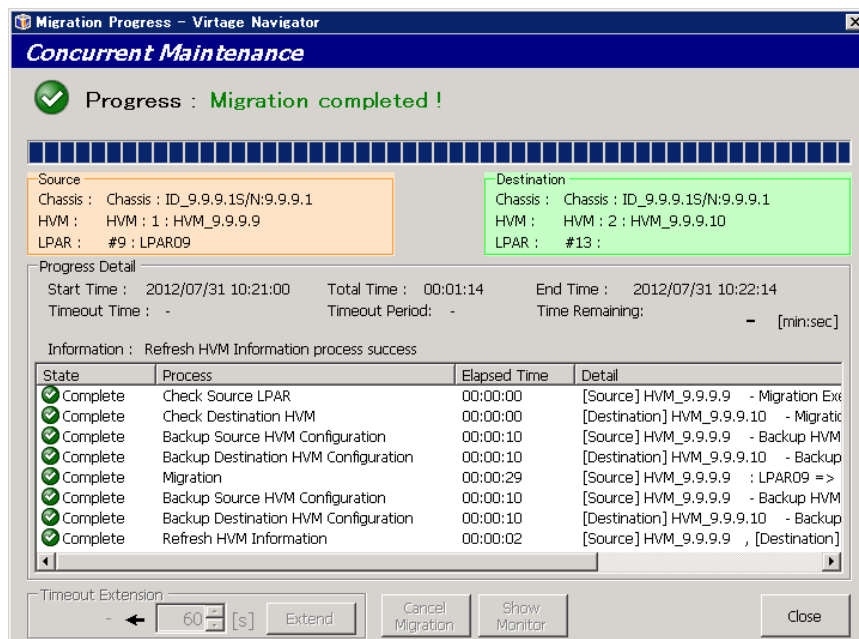 Migration Progress - Virtage Navigator
Concurrent Maintenance
Progress : Migration completed !
Source
Chassis : Chassis : ID_9.9.9.1S/N:9.9.9.1
HVM : HVM : 1 : HVM_9.9.9.9
LPAR : #9 : LPAR09
Destination
Chassis : Chassis : ID_9.9.9.1S/N:9.9.9.1
HVM : HVM : 2 : HVM_9.9.9.10
LPAR : #13 :
Progress Detail
Start Time : 2012/07/31 10:21:00 Total Time : 00:01:14 End Time : 2012/07/31 10:22:14
Timeout Time : - Timeout Period: - Time Remaining: - [min:sec]
Information : Refresh HVM Information process success
State Process Elapsed Time Detail
Complete Check Source LPAR 00:00:00 [Source] HVM_9.9.9.9 - Migration Exe
Complete Check Destination HVM 00:00:00 [Destination] HVM_9.9.9.10 - Migratic
Complete Backup Source HVM Configuration 00:00:10 [Source] HVM_9.9.9.9 - Backup HVM
Complete Backup Destination HVM Configuration 00:00:10 [Destination] HVM_9.9.9.10 - Backup
Complete Migration 00:00:29 [Source] HVM_9.9.9.9 : LPAR09 =>
Complete Backup Source HVM Configuration 00:00:10 [Source] HVM_9.9.9.9 - Backup HVM
Complete Backup Destination HVM Configuration 00:00:10 [Destination] HVM_9.9.9.10 - Backup
Complete Refresh HVM Information 00:00:02 [Source] HVM_9.9.9.9 , [Destination]
Timeout Extension
- 60 [s] Extend
Cancel Migration
Show Monitor
Close